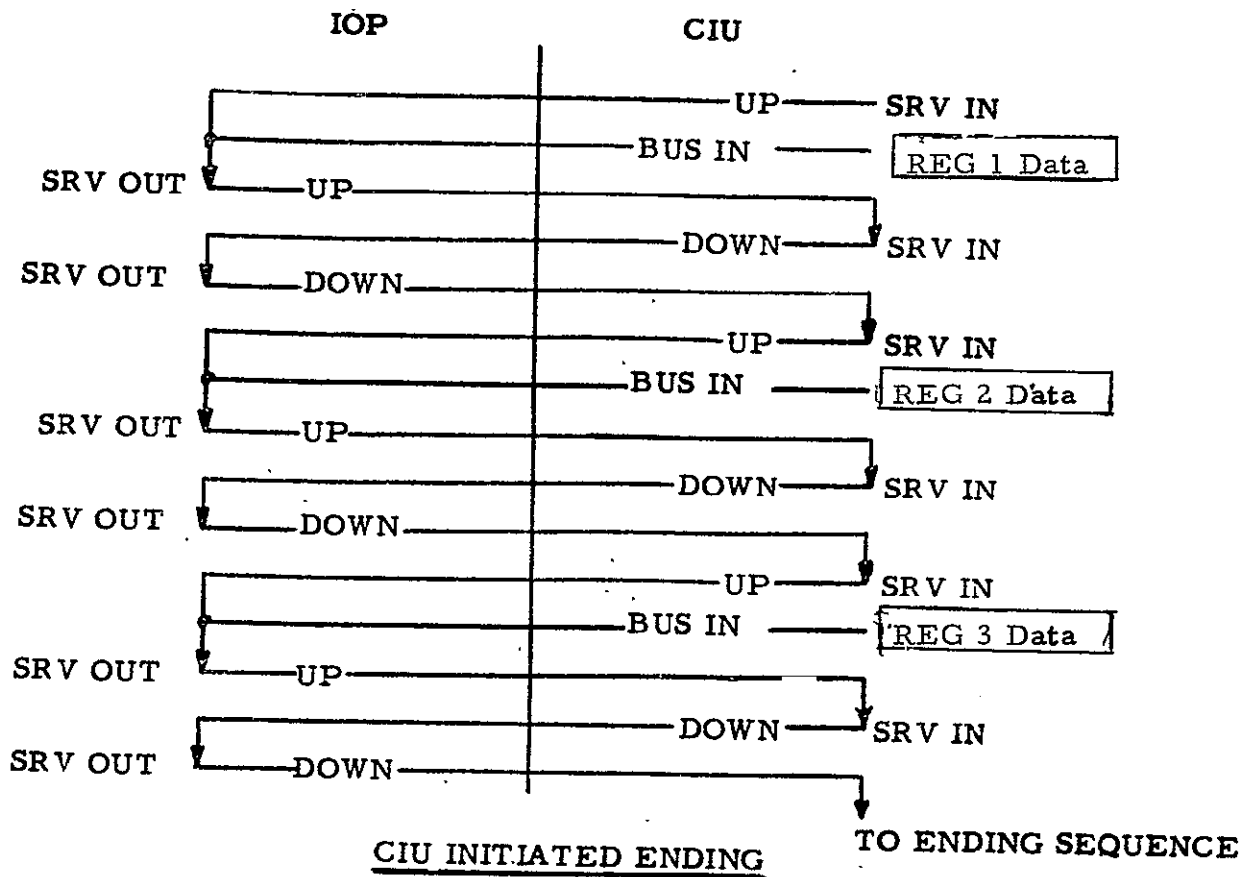 IOP CIU
UP SRV IN
BUS IN REG 1 Data
SRV OUT UP
DOWN SRV IN
SRV OUT DOWN
UP SRV IN
BUS IN REG 2 Data
SRV OUT UP
DOWN SRV IN
SRV OUT DOWN
UP SRV IN
BUS IN REG 3 Data
SRV OUT UP
DOWN SRV IN
SRV OUT DOWN
TO ENDING SEQUENCE
CIU INITIATED ENDING